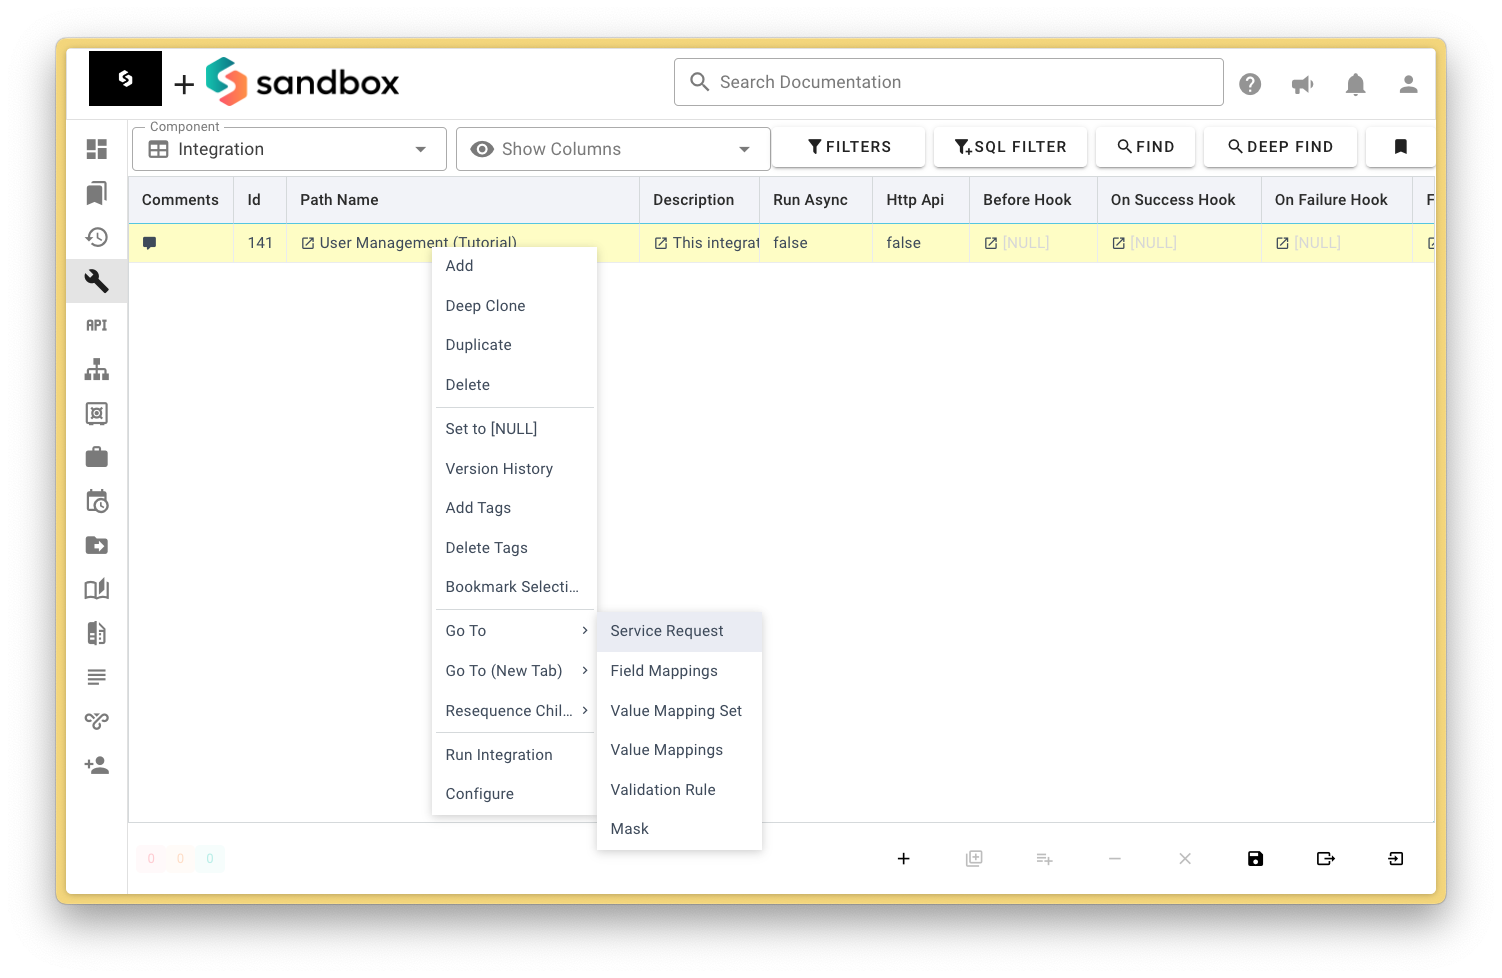 + sandbox
Search Documentation
Component
Integration
Show Columns
FILTERS
SQL FILTER
FIND
DEEP FIND
Comments Id Path Name Description Run Async Http Api Before Hook On Success Hook On Failure Hook F
141 User Management (Tutorial) This integrat false false [NULL] [NULL] [NULL]
API
Add
Deep Clone
Duplicate
Delete
Set to [NULL]
Version History
Add Tags
Delete Tags
Bookmark Selecti...
Go To
Go To (New Tab)
Resequence Chil...
Run Integration
Configure
Service Request
Field Mappings
Value Mapping Set
Value Mappings
Validation Rule
Mask
0 0 0